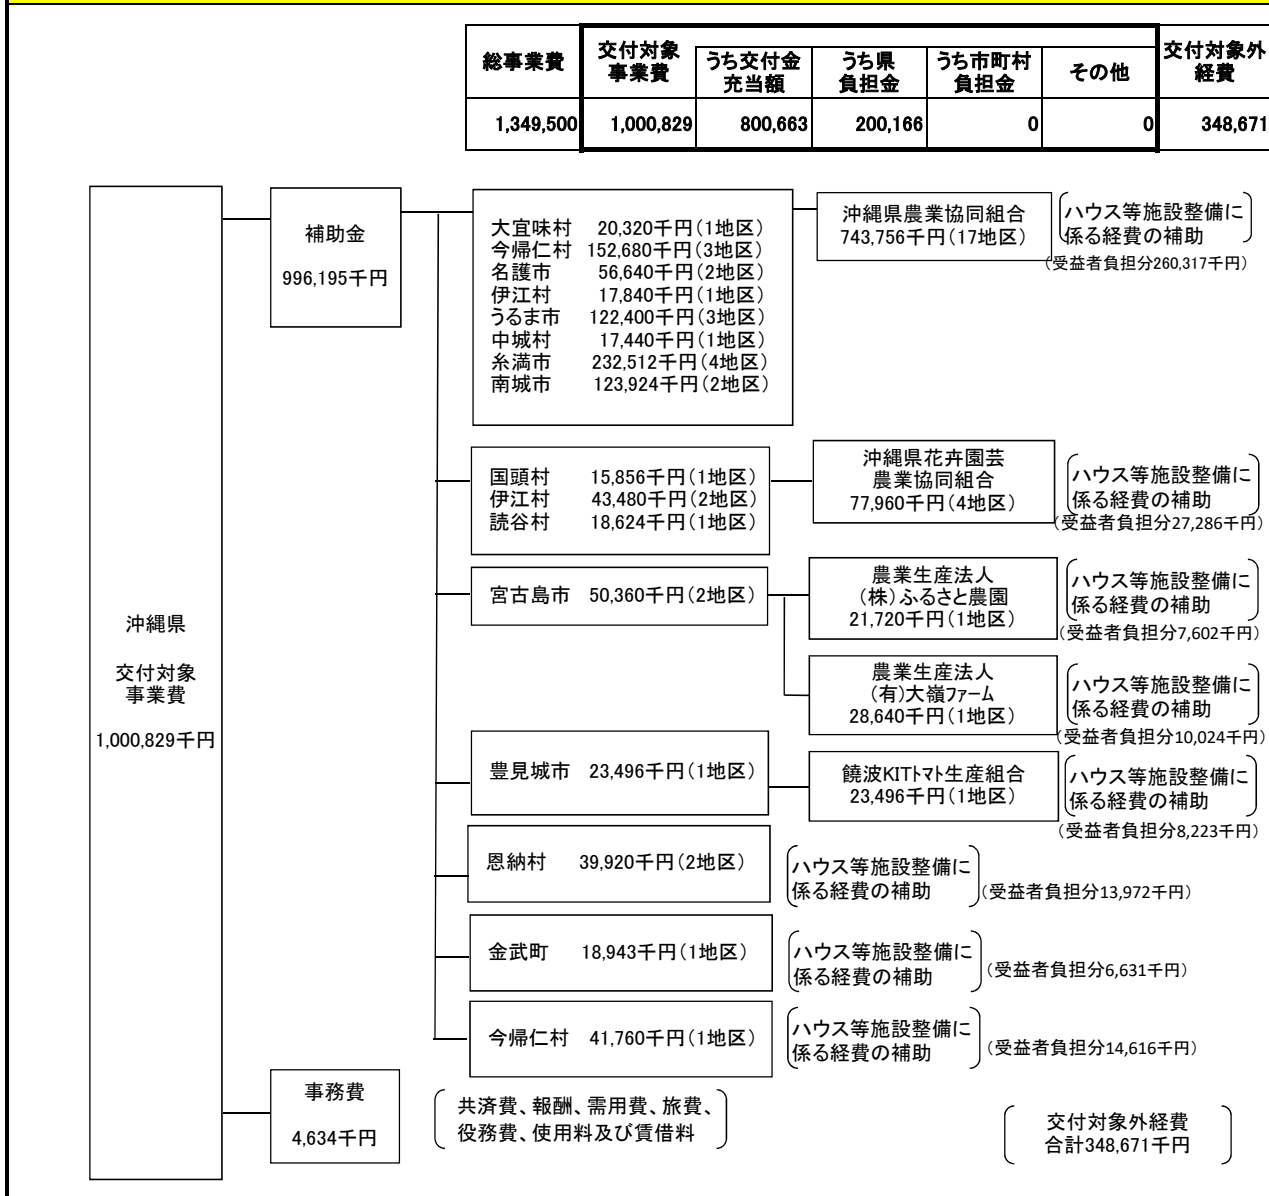 総事業費
交付対象
事業費
うち交付金
充当額
うち県
負担金
うち市町村
負担金
その他
交付対象外
経費
1,349,500
1,000,829
800,663
200,166
0
0
348,671
沖縄県
交付対象
事業費
1,000,829千円
補助金
996,195千円
大宜味村 20,320千円(1地区)
今帰仁村 152,680千円(3地区)
名護市 56,640千円(2地区)
伊江村 17,840千円(1地区)
うるま市 122,400千円(3地区)
中城村 17,440千円(1地区)
糸満市 232,512千円(4地区)
南城市 123,924千円(2地区)
沖縄県農業協同組合
743,756千円(17地区)
ハウス等施設整備に
係る経費の補助
(受益者負担分260,317千円)
国頭村 15,856千円(1地区)
伊江村 43,480千円(2地区)
読谷村 18,624千円(1地区)
沖縄県花卉園芸
農業協同組合
77,960千円(4地区)
ハウス等施設整備に
係る経費の補助
(受益者負担分27,286千円)
宮古島市 50,360千円(2地区)
農業生産法人
(株)ふるさと農園
21,720千円(1地区)
ハウス等施設整備に
係る経費の補助
(受益者負担分7,602千円)
農業生産法人
(有)大嶺ファーム
28,640千円(1地区)
ハウス等施設整備に
係る経費の補助
(受益者負担分10,024千円)
豊見城市 23,496千円(1地区)
饒波KITトマト生産組合
23,496千円(1地区)
ハウス等施設整備に
係る経費の補助
(受益者負担分8,223千円)
恩納村 39,920千円(2地区)
ハウス等施設整備に
係る経費の補助
(受益者負担分13,972千円)
金武町 18,943千円(1地区)
ハウス等施設整備に
係る経費の補助
(受益者負担分6,631千円)
今帰仁村 41,760千円(1地区)
ハウス等施設整備に
係る経費の補助
(受益者負担分14,616千円)
事務費
4,634千円
共済費、報酬、需用費、旅費、
役務費、使用料及び賃借料
交付対象外経費
合計348,671千円